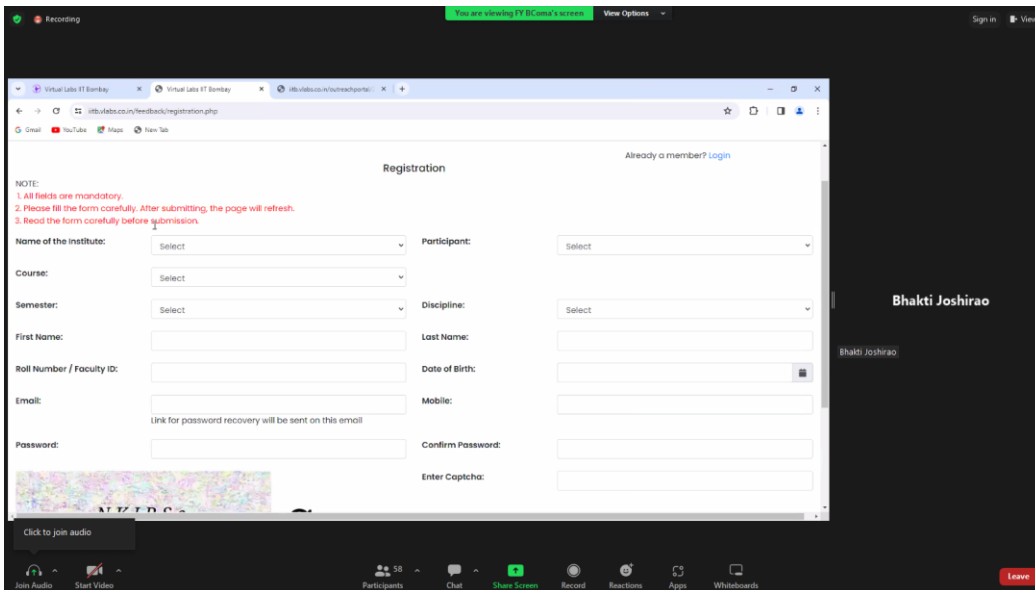 Recording
You are viewing FY BComa's screen
View Options
Sign in
View
Virtual Labs IIT Bombay
Virtual Labs IIT Bombay
iitb.vlabs.co.in/outreachportal/
iitb.vlabs.co.in/feedback/registration.php
Gmail YouTube Maps New Tab
Already a member? Login
Registration
NOTE:
1. All fields are mandatory.
2. Please fill the form carefully. After submitting, the page will refresh.
3. Read the form carefully before submission.
Name of the Institute: Select Participant: Select
Course: Select
Semester: Select Discipline: Select
First Name: Last Name:
Roll Number / Faculty ID: Date of Birth:
Email: Mobile:
Link for password recovery will be sent on this email
Password: Confirm Password:
Enter Captcha:
Bhakti Joshirao
Bhakti Joshirao
Click to join audio
Join Audio
Start Video
58
Participants
Chat
Share Screen
Record
Reactions
Apps
Whiteboards
Leave